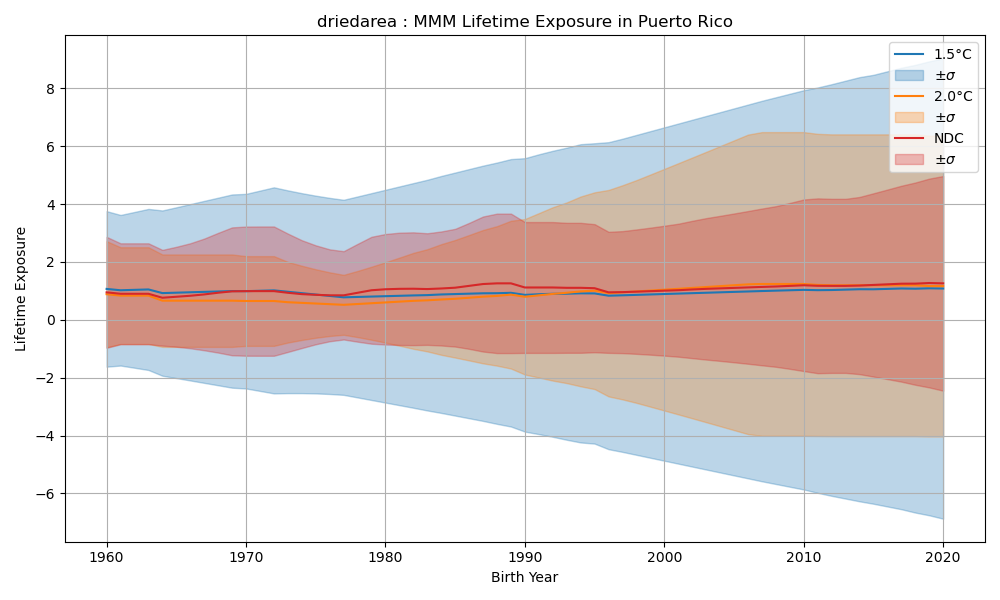 driedarea : MMM Lifetime Exposure in Puerto Rico
1.5°C
±σ
2.0°C
±σ
NDC
±σ
Lifetime Exposure
8
6
4
2
0
−2
−4
−6
1960
1970
1980
1990
2000
2010
2020
Birth Year